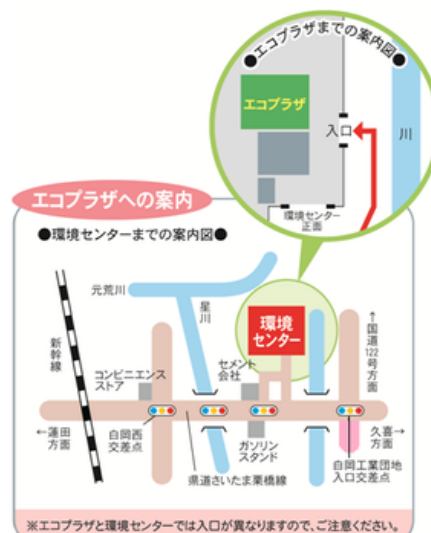 ●エコプラザまでの案内図●
エコプラザ
入口
川
環境センター
正面
エコプラザへの案内
●環境センターまでの案内図●
元荒川
星川
新幹線
環境
センター
↑国道122号方面
コンビニエンス
ストア
セメント
会社
←蓮田
方面
白岡西
交差点
ガソリン
スタンド
久喜→
方面
白岡工業団地
入口交差点
県道さいたま栗橋線
※エコプラザと環境センターでは入口が異なりますので、ご注意ください。